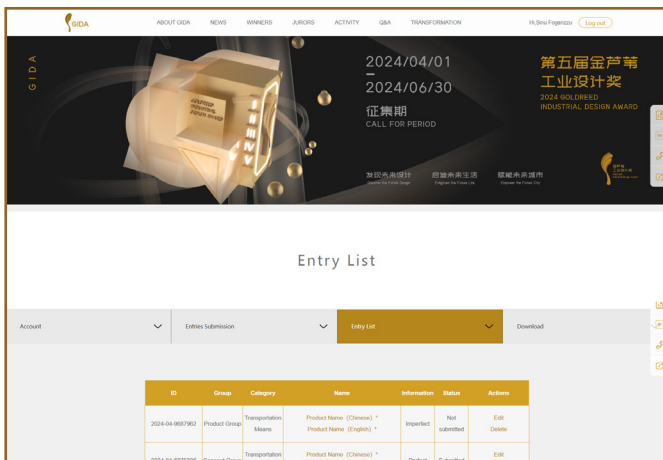 GIDA
ABOUT GIDA
NEWS
WINNERS
JURORS
ACTIVITY
Q&A
TRANSFORMATION
Log out
GIDA
2024/04/01
2024/06/30
征集期
CALL FOR PERIOD
第五届金芦苇
工业设计奖
2024 GOLDREED
INDUSTRIAL DESIGN AWARD
发现未来设计
启迪未来生活
赋能未来城市
Entry List
Account
Entries Submission
Entry List
Download
ID Group Category Name Information Status Actions
2024-04-9687962 Product Group Transportation Means
Product Name (Chinese) *
Product Name (English) *
Imperfect
Not submitted
Edit
Delete
Transportation
Product Name (Chinese) *
Edit